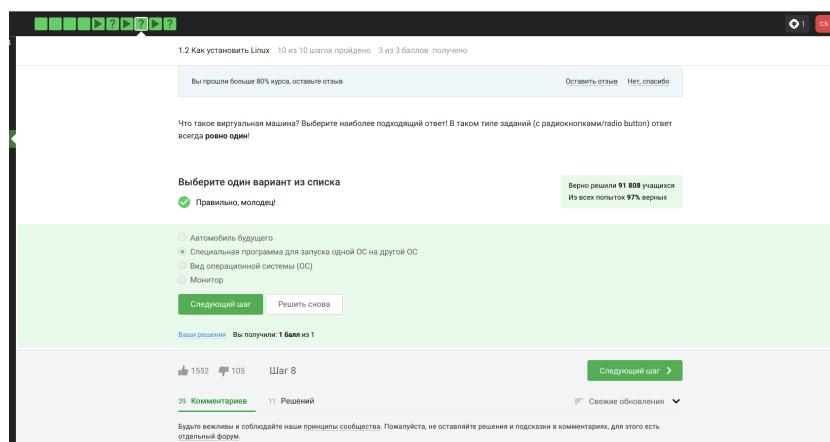 ? ? ?
1
СБ
1.2 Как установить Linux 10 из 10 шагов пройдено 3 из 3 баллов получено
Вы прошли больше 80% курса, оставьте отзыв Оставить отзыв Нет, спасибо
Что такое виртуальная машина? Выберите наиболее подходящий ответ! В таком типе заданий (с радиокнопками/radio button) ответ
всегда ровно один!
Выберите один вариант из списка
Правильно, молодец!
Верно решили 91 808 учащихся
Из всех попыток 97% верных
Автомобиль будущего
Специальная программа для запуска одной ОС на другой ОС
Вид операционной системы (ОС)
Монитор
Следующий шаг Решить снова
Ваши решения Вы получили: 1 балл из 1
1552 105 Шаг 8 Следующий шаг
39 Комментариев 11 Решений Свежие обновления
Будьте вежливы и соблюдайте наши принципы сообщества. Пожалуйста, не оставляйте решения и подсказки в комментариях, для этого есть
отдельный форум.